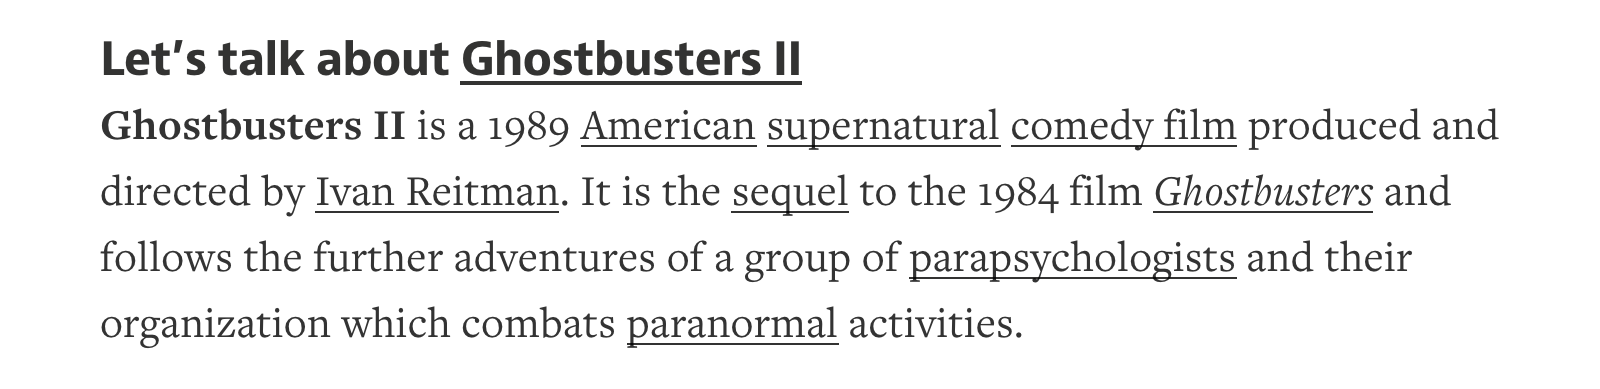 Let’s talk about Ghostbusters II
Ghostbusters II is a 1989 American supernatural comedy film produced and
directed by Ivan Reitman. It is the sequel to the 1984 film Ghostbusters and
follows the further adventures of a group of parapsychologists and their
organization which combats paranormal activities.